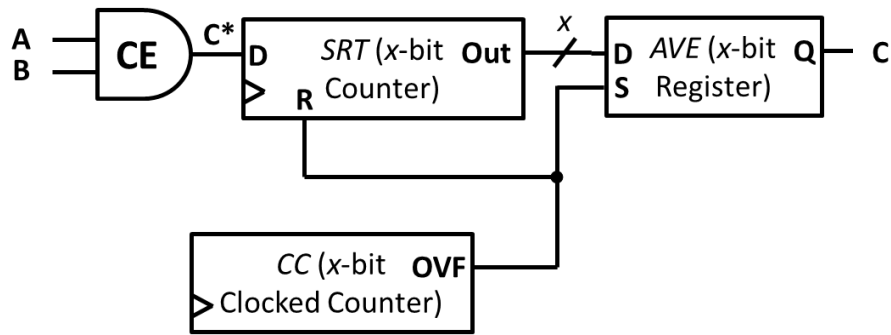 A
B
CE
C*
D
SRT (x-bit
Counter)
Out
R
x
D
S
AVE (x-bit
Register)
Q
C
CC (x-bit
Clocked Counter)
OVF